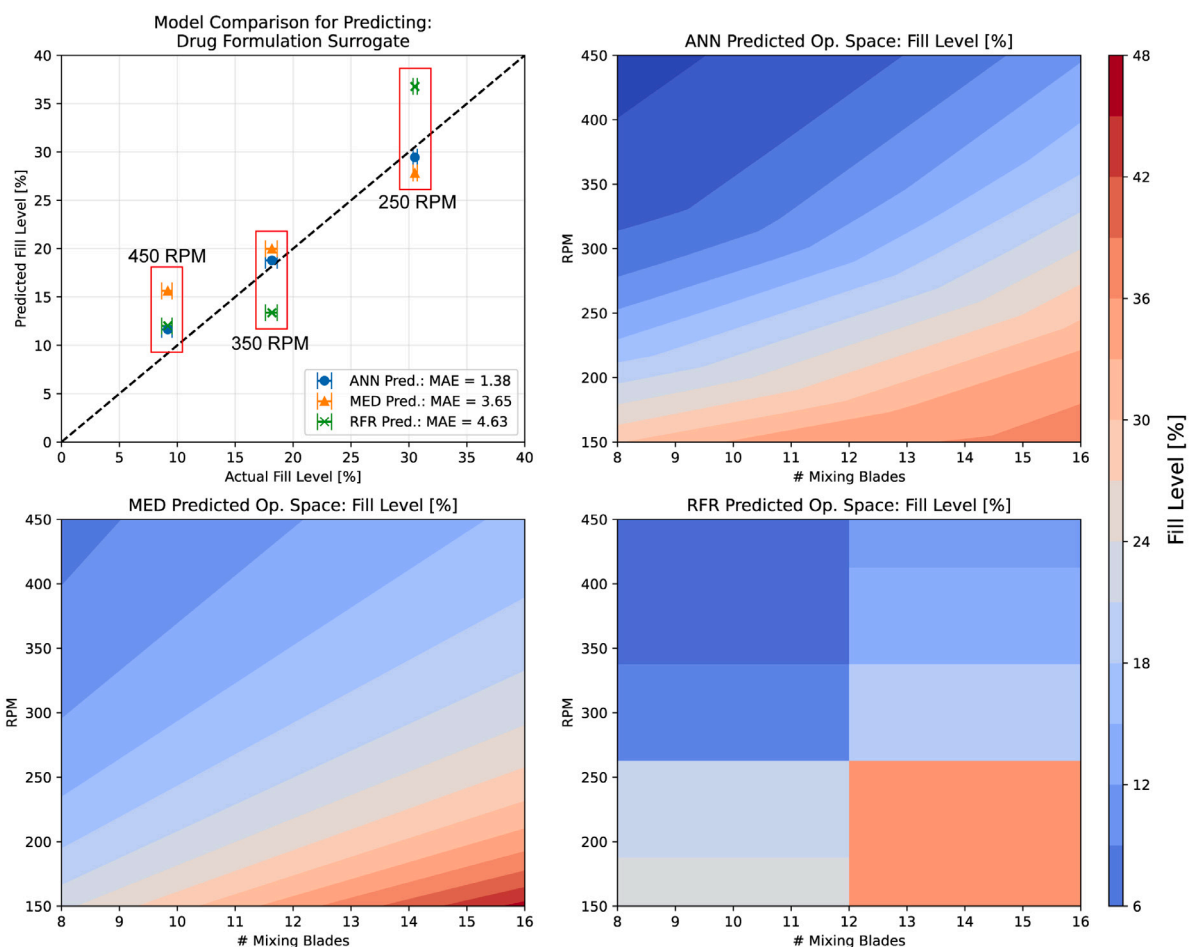 Model Comparison for Predicting:
Drug Formulation Surrogate
40
35
30
25
20
15
10
5
0
Predicted Fill Level [%]
450 RPM
350 RPM
250 RPM
ANN Pred.: MAE = 1.38
MED Pred.: MAE = 3.65
RFR Pred.: MAE = 4.63
0 5 10 15 20 25 30 35 40
Actual Fill Level [%]
ANN Predicted Op. Space: Fill Level [%]
450
400
350
300
250
200
150
RPM
8 9 10 11 12 13 14 15 16
# Mixing Blades
MED Predicted Op. Space: Fill Level [%]
450
400
350
300
250
200
150
RPM
8 9 10 11 12 13 14 15 16
# Mixing Blades
RFR Predicted Op. Space: Fill Level [%]
450
400
350
300
250
200
150
RPM
8 9 10 11 12 13 14 15 16
# Mixing Blades
48
42
36
30
24
18
12
6
Fill Level [%]